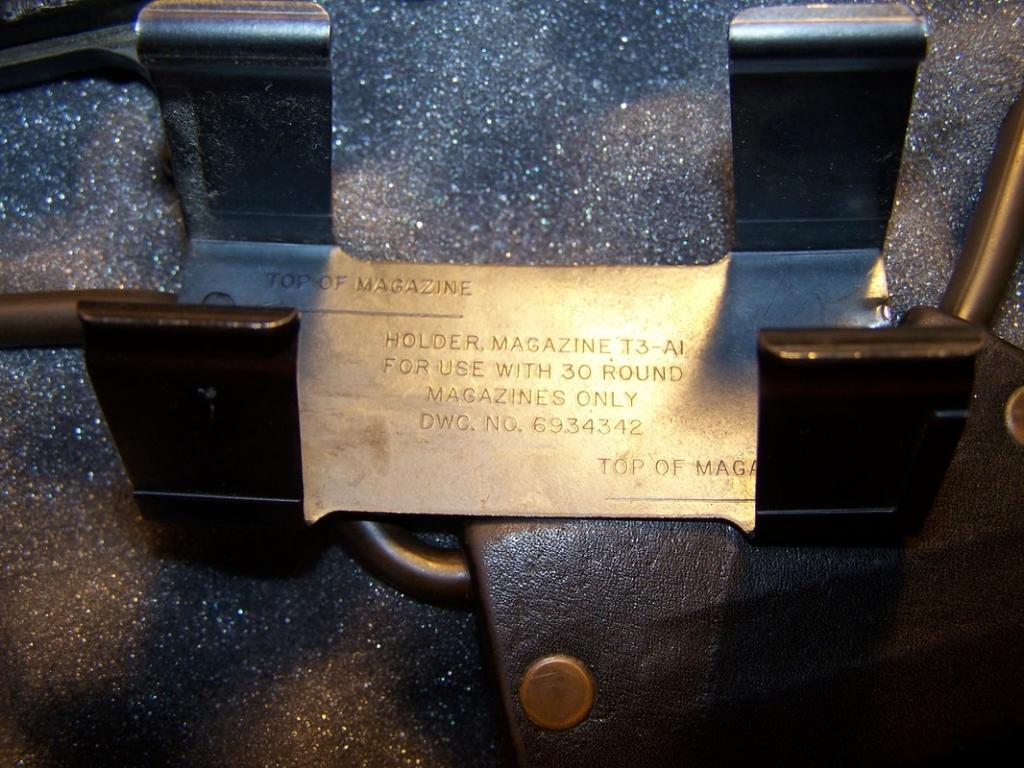 TOP OF MAGAZINE
HOLDER, MAGAZINE T3-A1
FOR USE WITH 30 ROUND
MAGAZINES ONLY
DWG. NO. 6934342
TOP OF MAGA